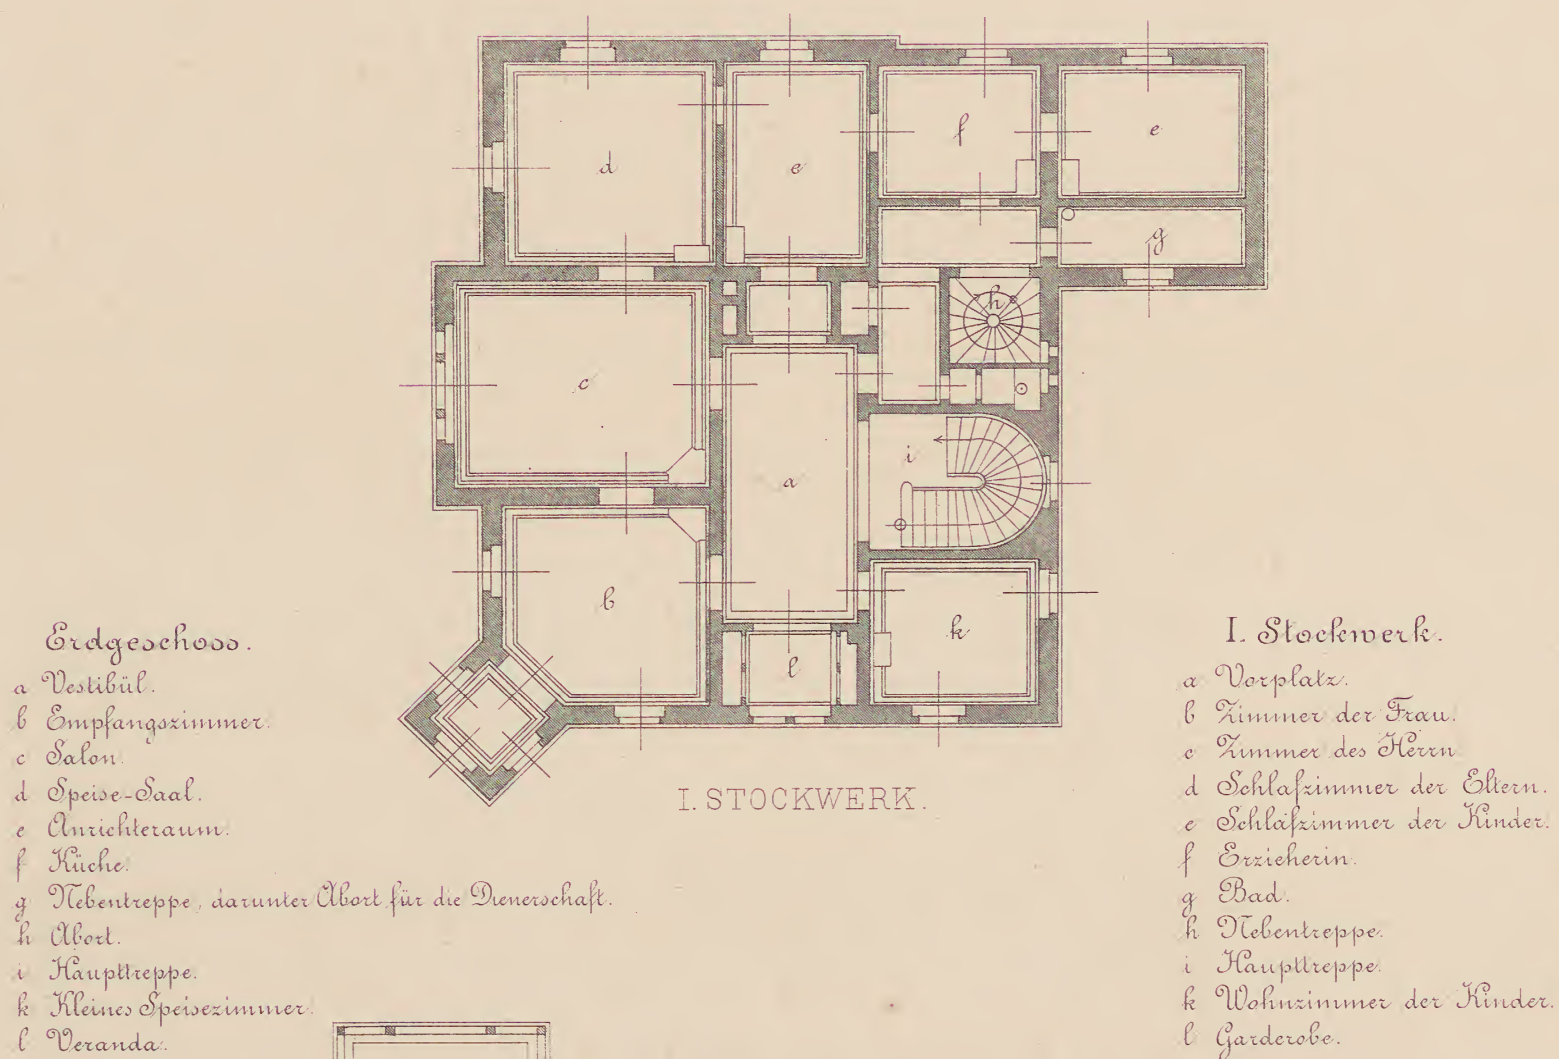 d
e
f
e
g
h
c
i
a
b
k
l
I. STOCKWERK.
Erdgeschoss.
a Vestibül.
b Empfangszimmer.
c Salon.
d Speise-Saal.
e Anrichteraum.
f Küche.
g Nebentreppe, darunter Abort für die Dienerschaft.
h Abort.
i Haupttreppe.
k Kleines Speisezimmer.
l Veranda.
I. Stockwerk.
a Vorplatz.
b Zimmer der Frau.
c Zimmer des Herrn
d Schlafzimmer der Eltern.
e Schlafzimmer der Kinder.
f Erzieherin.
g Bad.
h Nebentreppe.
i Haupttreppe.
k Wohnzimmer der Kinder.
l Garderobe.